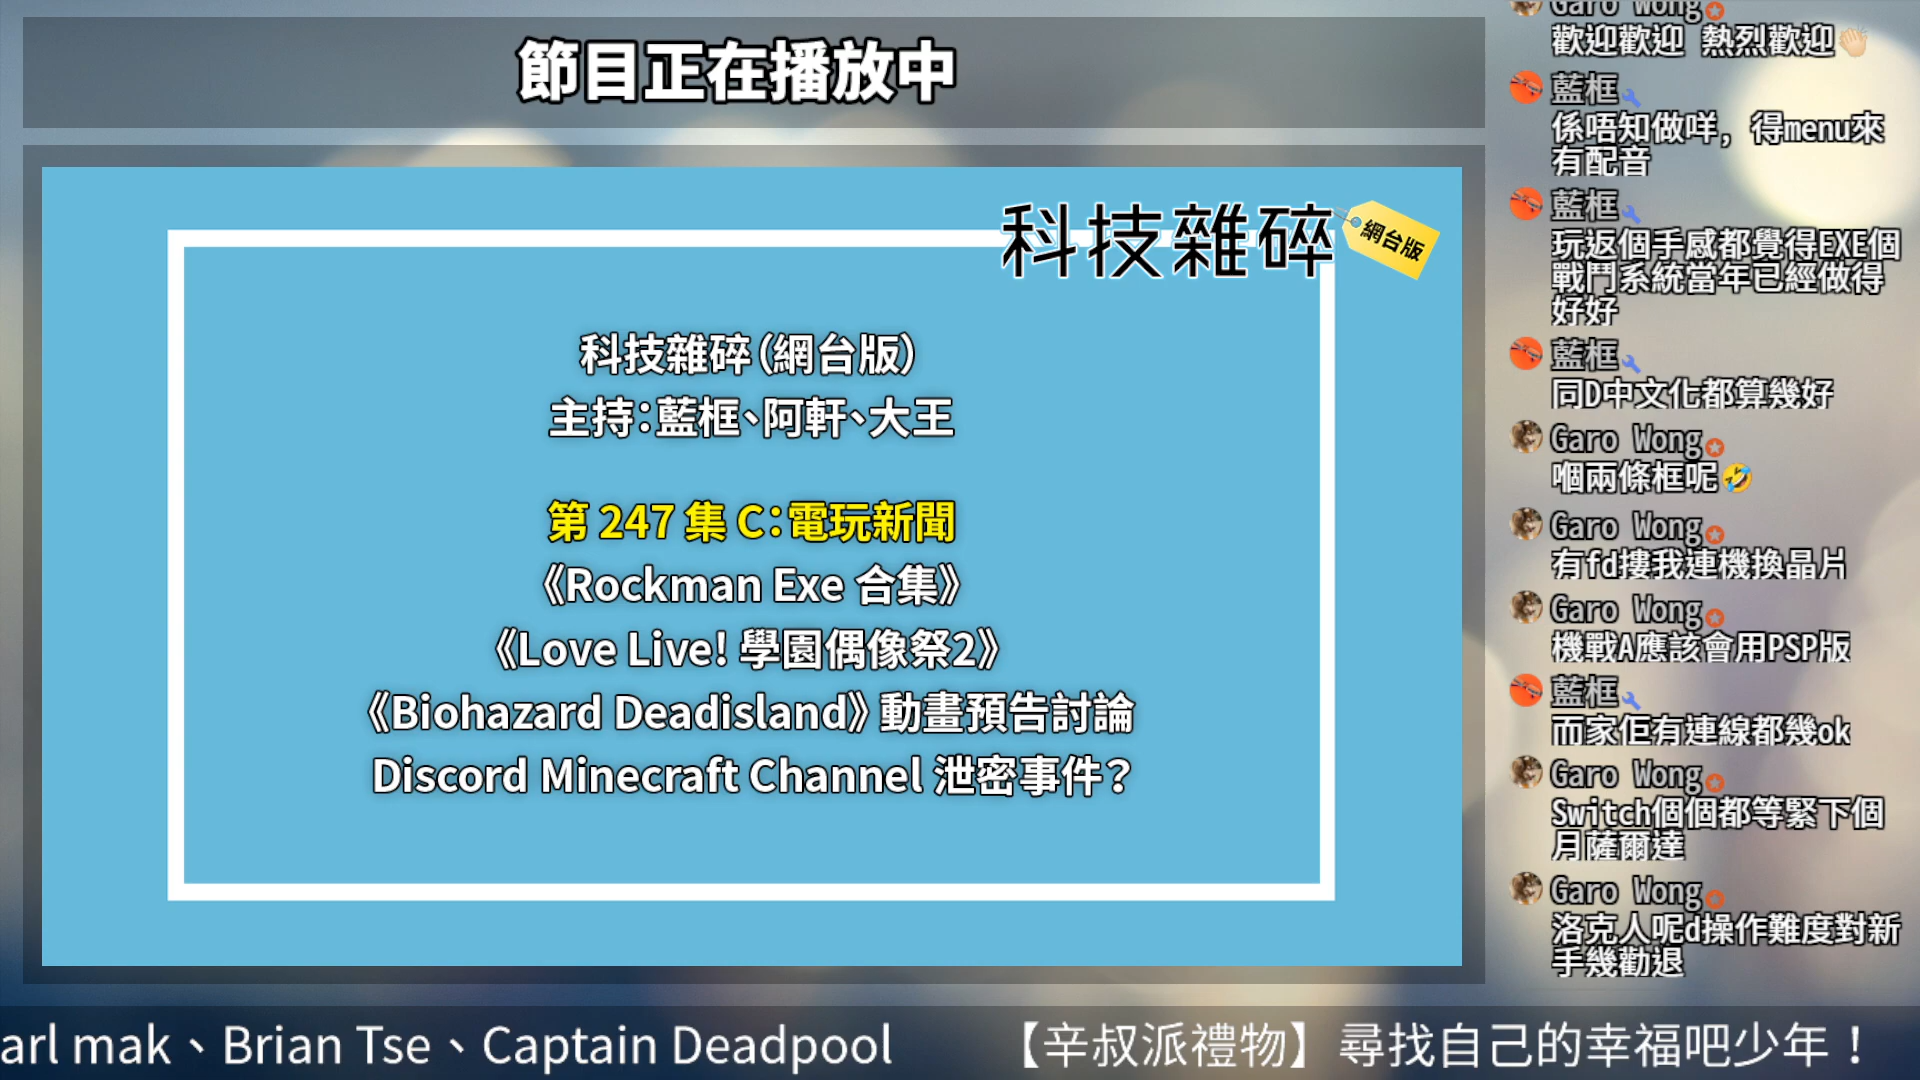 節目正在播放中
科技雜碎
網台版
科技雜碎（網台版）
主持：藍框、阿軒、大王
第 247 集 C：電玩新聞
《Rockman Exe 合集》
《Love Live! 學園偶像祭2》
《Biohazard Deadisland》動畫預告討論
Discord Minecraft Channel 泄密事件？
Garo Wong
歡迎歡迎 熱烈歡迎👏🏻
藍框
係唔知做咩，得menu來
有配音
藍框
玩返個手感都覺得EXE個
戰鬥系統當年已經做得
好好
藍框
同D中文化都算幾好
Garo Wong
嗰兩條框呢🤣
Garo Wong
有fd摟我連機換晶片
Garo Wong
機戰A應該會用PSP版
藍框
而家佢有連線都幾ok
Garo Wong
Switch個個都等緊下個
月薩爾達
Garo Wong
洛克人呢d操作難度對新
手幾勸退
arl mak、Brian Tse、Captain Deadpool 【辛叔派禮物】尋找自己的幸福吧少年！